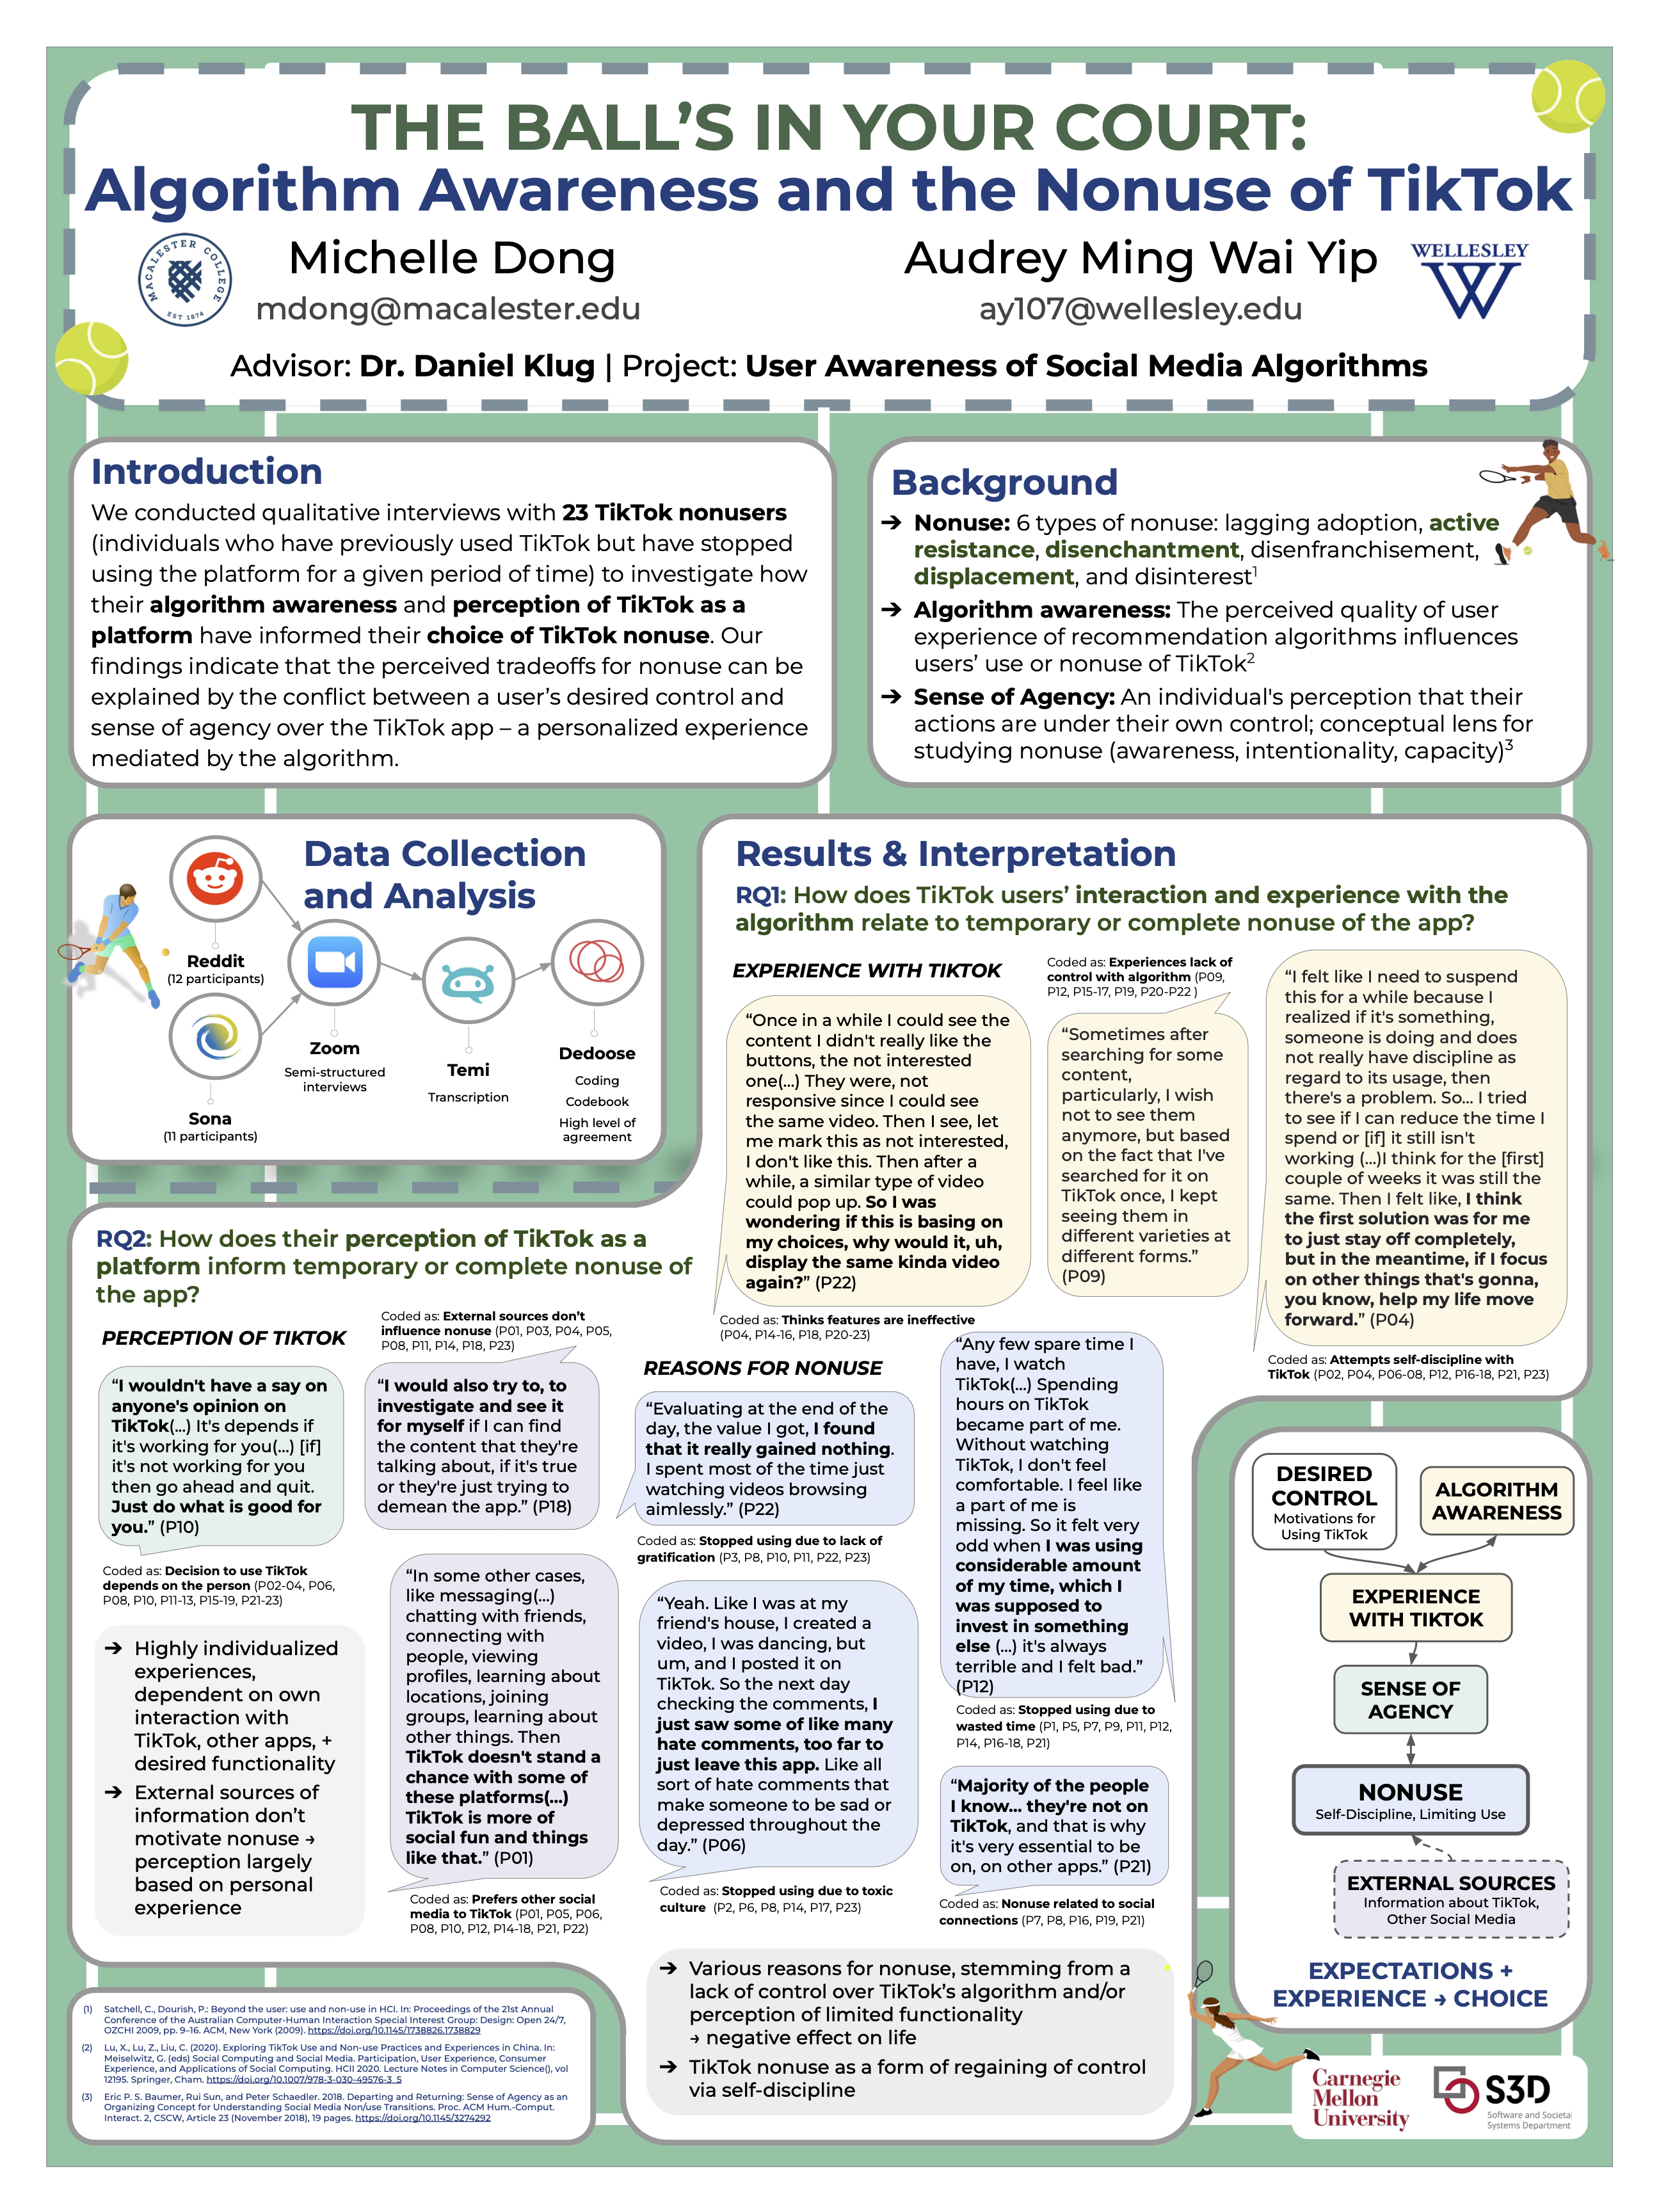 THE BALL’S IN YOUR COURT:
Algorithm Awareness and the Nonuse of TikTok
MACALESTER COLLEGE
EST 1874
Michelle Dong
mdong@macalester.edu
Audrey Ming Wai Yip
ay107@wellesley.edu
WELLESLEY
W
Advisor: Dr. Daniel Klug | Project: User Awareness of Social Media Algorithms
Introduction
We conducted qualitative interviews with 23 TikTok nonusers
(individuals who have previously used TikTok but have stopped
using the platform for a given period of time) to investigate how
their algorithm awareness and perception of TikTok as a
platform have informed their choice of TikTok nonuse. Our
findings indicate that the perceived tradeoffs for nonuse can be
explained by the conflict between a user’s desired control and
sense of agency over the TikTok app – a personalized experience
mediated by the algorithm.
Background
➔ Nonuse: 6 types of nonuse: lagging adoption, active
resistance, disenchantment, disenfranchisement,
displacement, and disinterest1
➔ Algorithm awareness: The perceived quality of user
experience of recommendation algorithms influences
users’ use or nonuse of TikTok2
➔ Sense of Agency: An individual's perception that their
actions are under their own control; conceptual lens for
studying nonuse (awareness, intentionality, capacity)3
Data Collection
and Analysis
Reddit
(12 participants)
Sona
(11 participants)
Zoom
Semi-structured
interviews
Temi
Transcription
Dedoose
Coding
Codebook
High level of
agreement
Results & Interpretation
RQ1: How does TikTok users’ interaction and experience with the
algorithm relate to temporary or complete nonuse of the app?
EXPERIENCE WITH TIKTOK
“Once in a while I could see the
content I didn't really like the
buttons, the not interested
one(...) They were, not
responsive since I could see
the same video. Then I see, let
me mark this as not interested,
I don't like this. Then after a
while, a similar type of video
could pop up. So I was
wondering if this is basing on
my choices, why would it, uh,
display the same kinda video
again?” (P22)
Coded as: Thinks features are ineffective
(P04, P14-16, P18, P20-23)
Coded as: Experiences lack of
control with algorithm (P09,
P12, P15-17, P19, P20-P22 )
“Sometimes after
searching for some
content,
particularly, I wish
not to see them
anymore, but based
on the fact that I've
searched for it on
TikTok once, I kept
seeing them in
different varieties at
different forms.”
(P09)
“I felt like I need to suspend
this for a while because I
realized if it's something,
someone is doing and does
not really have discipline as
regard to its usage, then
there's a problem. So... I tried
to see if I can reduce the time I
spend or [if] it still isn't
working (...)I think for the [first]
couple of weeks it was still the
same. Then I felt like, I think
the first solution was for me
to just stay off completely,
but in the meantime, if I focus
on other things that's gonna,
you know, help my life move
forward.” (P04)
Coded as: Attempts self-discipline with
TikTok (P02, P04, P06-08, P12, P16-18, P21, P23)
RQ2: How does their perception of TikTok as a
platform inform temporary or complete nonuse of
the app?
PERCEPTION OF TIKTOK
“I wouldn't have a say on
anyone's opinion on
TikTok(...) It's depends if
it's working for you(...) [if]
it's not working for you
then go ahead and quit.
Just do what is good for
you.” (P10)
Coded as: Decision to use TikTok
depends on the person (P02-04, P06,
P08, P10, P11-13, P15-19, P21-23)
➔ Highly individualized
experiences,
dependent on own
interaction with
TikTok, other apps, +
desired functionality
➔ External sources of
information don’t
motivate nonuse →
perception largely
based on personal
experience
Coded as: External sources don’t
influence nonuse (P01, P03, P04, P05,
P08, P11, P14, P18, P23)
“I would also try to, to
investigate and see it
for myself if I can find
the content that they're
talking about, if it's true
or they're just trying to
demean the app.” (P18)
“In some other cases,
like messaging(...)
chatting with friends,
connecting with
people, viewing
profiles, learning about
locations, joining
groups, learning about
other things. Then
TikTok doesn't stand a
chance with some of
these platforms(...)
TikTok is more of
social fun and things
like that.” (P01)
Coded as: Prefers other social
media to TikTok (P01, P05, P06,
P08, P10, P12, P14-18, P21, P22)
REASONS FOR NONUSE
“Evaluating at the end of the
day, the value I got, I found
that it really gained nothing.
I spent most of the time just
watching videos browsing
aimlessly.” (P22)
Coded as: Stopped using due to lack of
gratification (P3, P8, P10, P11, P22, P23)
“Yeah. Like I was at my
friend's house, I created a
video, I was dancing, but
um, and I posted it on
TikTok. So the next day
checking the comments, I
just saw some of like many
hate comments, too far to
just leave this app. Like all
sort of hate comments that
make someone to be sad or
depressed throughout the
day.” (P06)
Coded as: Stopped using due to toxic
culture (P2, P6, P8, P14, P17, P23)
“Any few spare time I
have, I watch
TikTok(...) Spending
hours on TikTok
became part of me.
Without watching
TikTok, I don't feel
comfortable. I feel like
a part of me is
missing. So it felt very
odd when I was using
considerable amount
of my time, which I
was supposed to
invest in something
else (...) it's always
terrible and I felt bad.”
(P12)
Coded as: Stopped using due to
wasted time (P1, P5, P7, P9, P11, P12,
P14, P16-18, P21)
“Majority of the people
I know... they're not on
TikTok, and that is why
it's very essential to be
on, on other apps.” (P21)
Coded as: Nonuse related to social
connections (P7, P8, P16, P19, P21)
➔ Various reasons for nonuse, stemming from a
lack of control over TikTok’s algorithm and/or
perception of limited functionality
→ negative effect on life
➔ TikTok nonuse as a form of regaining of control
via self-discipline
DESIRED
CONTROL
Motivations for
Using TikTok
ALGORITHM
AWARENESS
EXPERIENCE
WITH TIKTOK
SENSE OF
AGENCY
NONUSE
Self-Discipline, Limiting Use
EXTERNAL SOURCES
Information about TikTok,
Other Social Media
EXPECTATIONS +
EXPERIENCE → CHOICE
(1) Satchell, C., Dourish, P.: Beyond the user: use and non-use in HCI. In: Proceedings of the 21st Annual
Conference of the Australian Computer-Human Interaction Special Interest Group: Design: Open 24/7,
OZCHI 2009, pp. 9–16. ACM, New York (2009). https://doi.org/10.1145/1738826.1738829
(2) Lu, X., Lu, Z., Liu, C. (2020). Exploring TikTok Use and Non-use Practices and Experiences in China. In:
Meiselwitz, G. (eds) Social Computing and Social Media. Participation, User Experience, Consumer
Experience, and Applications of Social Computing. HCII 2020. Lecture Notes in Computer Science(), vol
12195. Springer, Cham. https://doi.org/10.1007/978-3-030-49576-3_5
(3) Eric P. S. Baumer, Rui Sun, and Peter Schaedler. 2018. Departing and Returning: Sense of Agency as an
Organizing Concept for Understanding Social Media Non/use Transitions. Proc. ACM Hum.-Comput.
Interact. 2, CSCW, Article 23 (November 2018), 19 pages. https://doi.org/10.1145/3274292
Carnegie
Mellon
University
S3D
Software and Societal
Systems Department